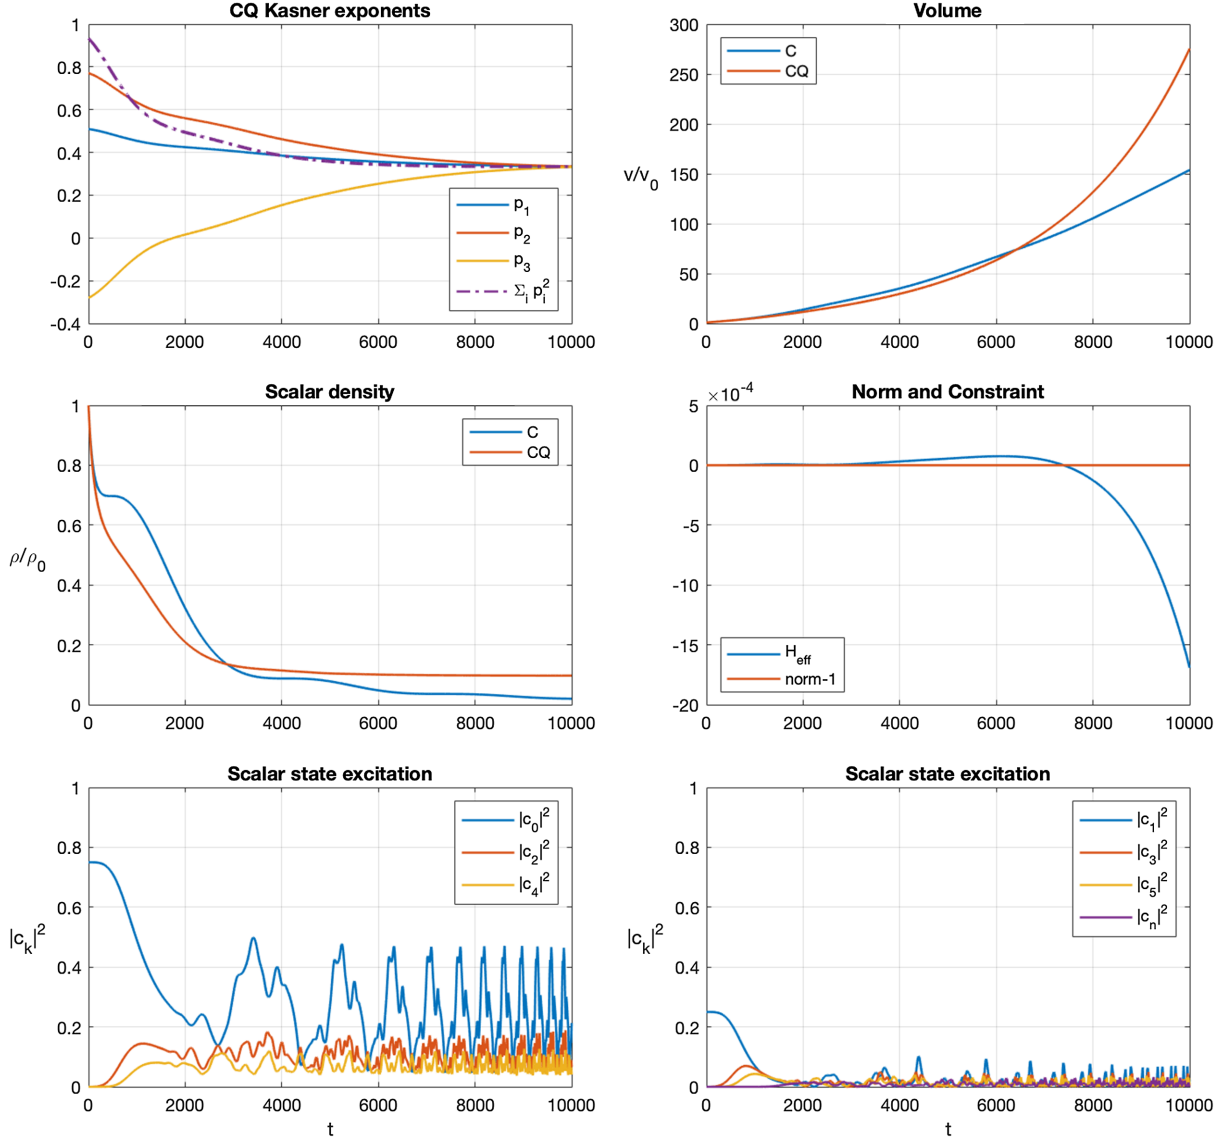 CQ Kasner exponents
1
0.8
0.6
0.4
0.2
0
-0.2
-0.4
0 2000 4000 6000 8000 10000
p1
p2
p3
Σi pi^2
Volume
300
250
200
150
100
50
0
v/v0
0 2000 4000 6000 8000 10000
C
CQ
Scalar density
1
0.8
0.6
0.4
0.2
0
ρ/ρ0
0 2000 4000 6000 8000 10000
C
CQ
Norm and Constraint
×10^-4
5
0
-5
-10
-15
-20
0 2000 4000 6000 8000 10000
Heff
norm-1
Scalar state excitation
1
0.8
0.6
0.4
0.2
0
|ck|^2
0 2000 4000 6000 8000 10000
t
|c0|^2
|c2|^2
|c4|^2
Scalar state excitation
1
0.8
0.6
0.4
0.2
0
|ck|^2
0 2000 4000 6000 8000 10000
t
|c1|^2
|c3|^2
|c5|^2
|cn|^2